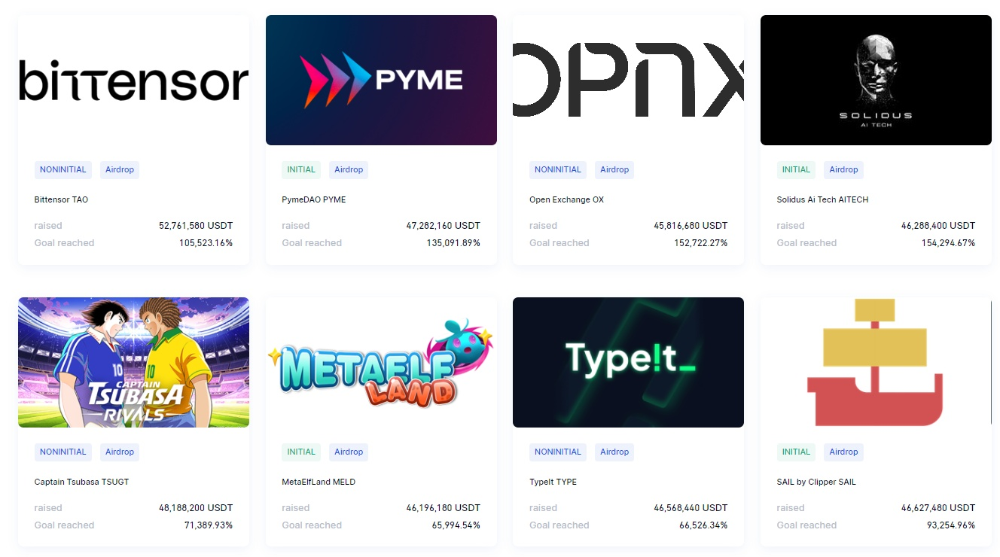 bittensor
NONINITIAL Airdrop
Bittensor TAO
raised 52,761,580 USDT
Goal reached 105,523.16%
PYME
INITIAL Airdrop
PymeDAO PYME
raised 47,282,160 USDT
Goal reached 135,091.89%
OPNX
NONINITIAL Airdrop
Open Exchange OX
raised 45,816,680 USDT
Goal reached 152,722.27%
SOLIDUS
AI TECH
INITIAL Airdrop
Solidus Ai Tech AITECH
raised 46,288,400 USDT
Goal reached 154,294.67%
10
10
CAPTAIN
TSUBASA
RIVALS
NONINITIAL Airdrop
Captain Tsubasa TSUGT
raised 48,188,200 USDT
Goal reached 71,389.93%
METAELF
LAND
INITIAL Airdrop
MetaElfLand MELD
raised 46,196,180 USDT
Goal reached 65,994.54%
Type!t_
NONINITIAL Airdrop
TypeIt TYPE
raised 46,568,440 USDT
Goal reached 66,526.34%
INITIAL Airdrop
SAIL by Clipper SAIL
raised 46,627,480 USDT
Goal reached 93,254.96%